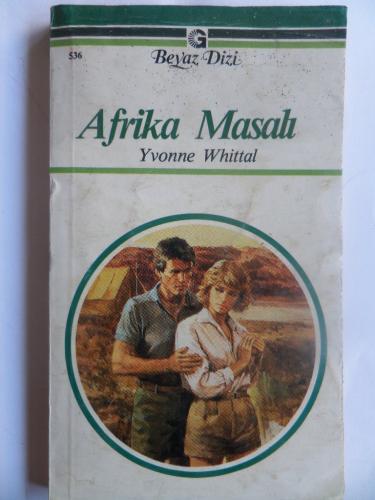 G
536
Beyaz Dizi
Afrika Masalı
Yvonne Whittal